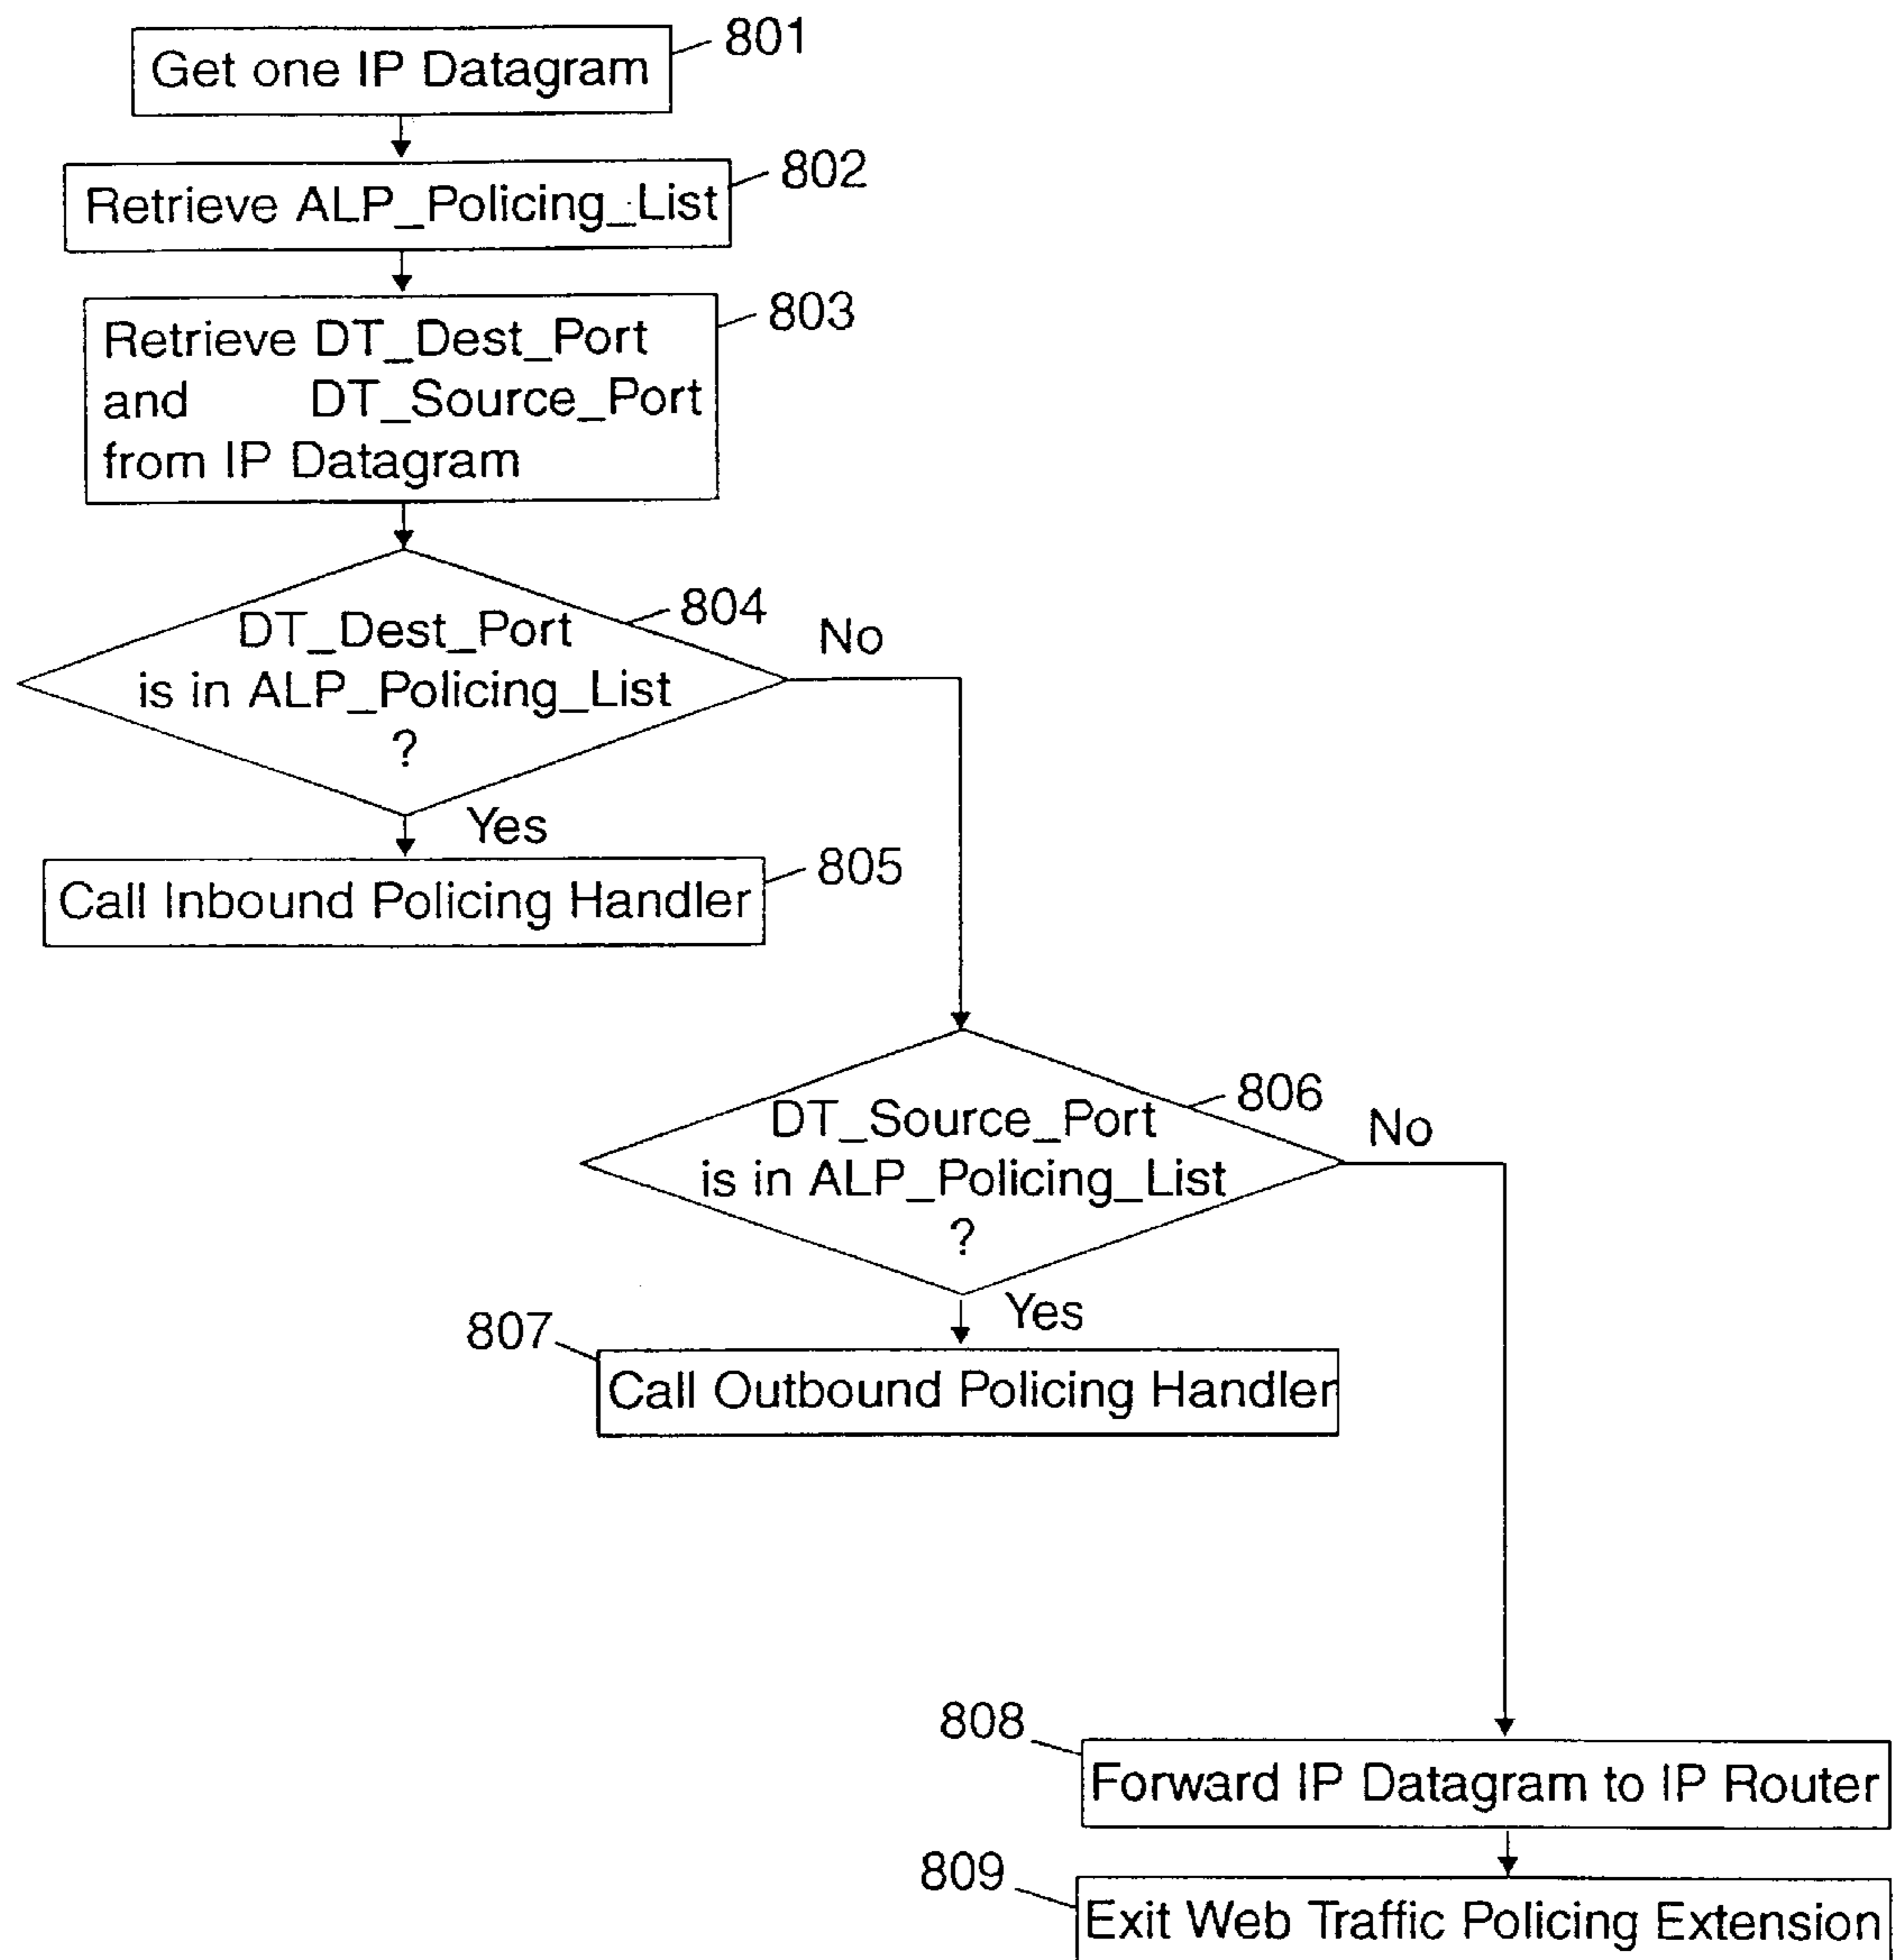 Get one IP Datagram
801
Retrieve ALP_Policing_List
802
Retrieve DT_Dest_Port
and DT_Source_Port
from IP Datagram
803
DT_Dest_Port
is in ALP_Policing_List
?
804
No
Yes
Call Inbound Policing Handler
805
DT_Source_Port
is in ALP_Policing_List
?
806
No
Yes
807
Call Outbound Policing Handler
808
Forward IP Datagram to IP Router
809
Exit Web Traffic Policing Extension